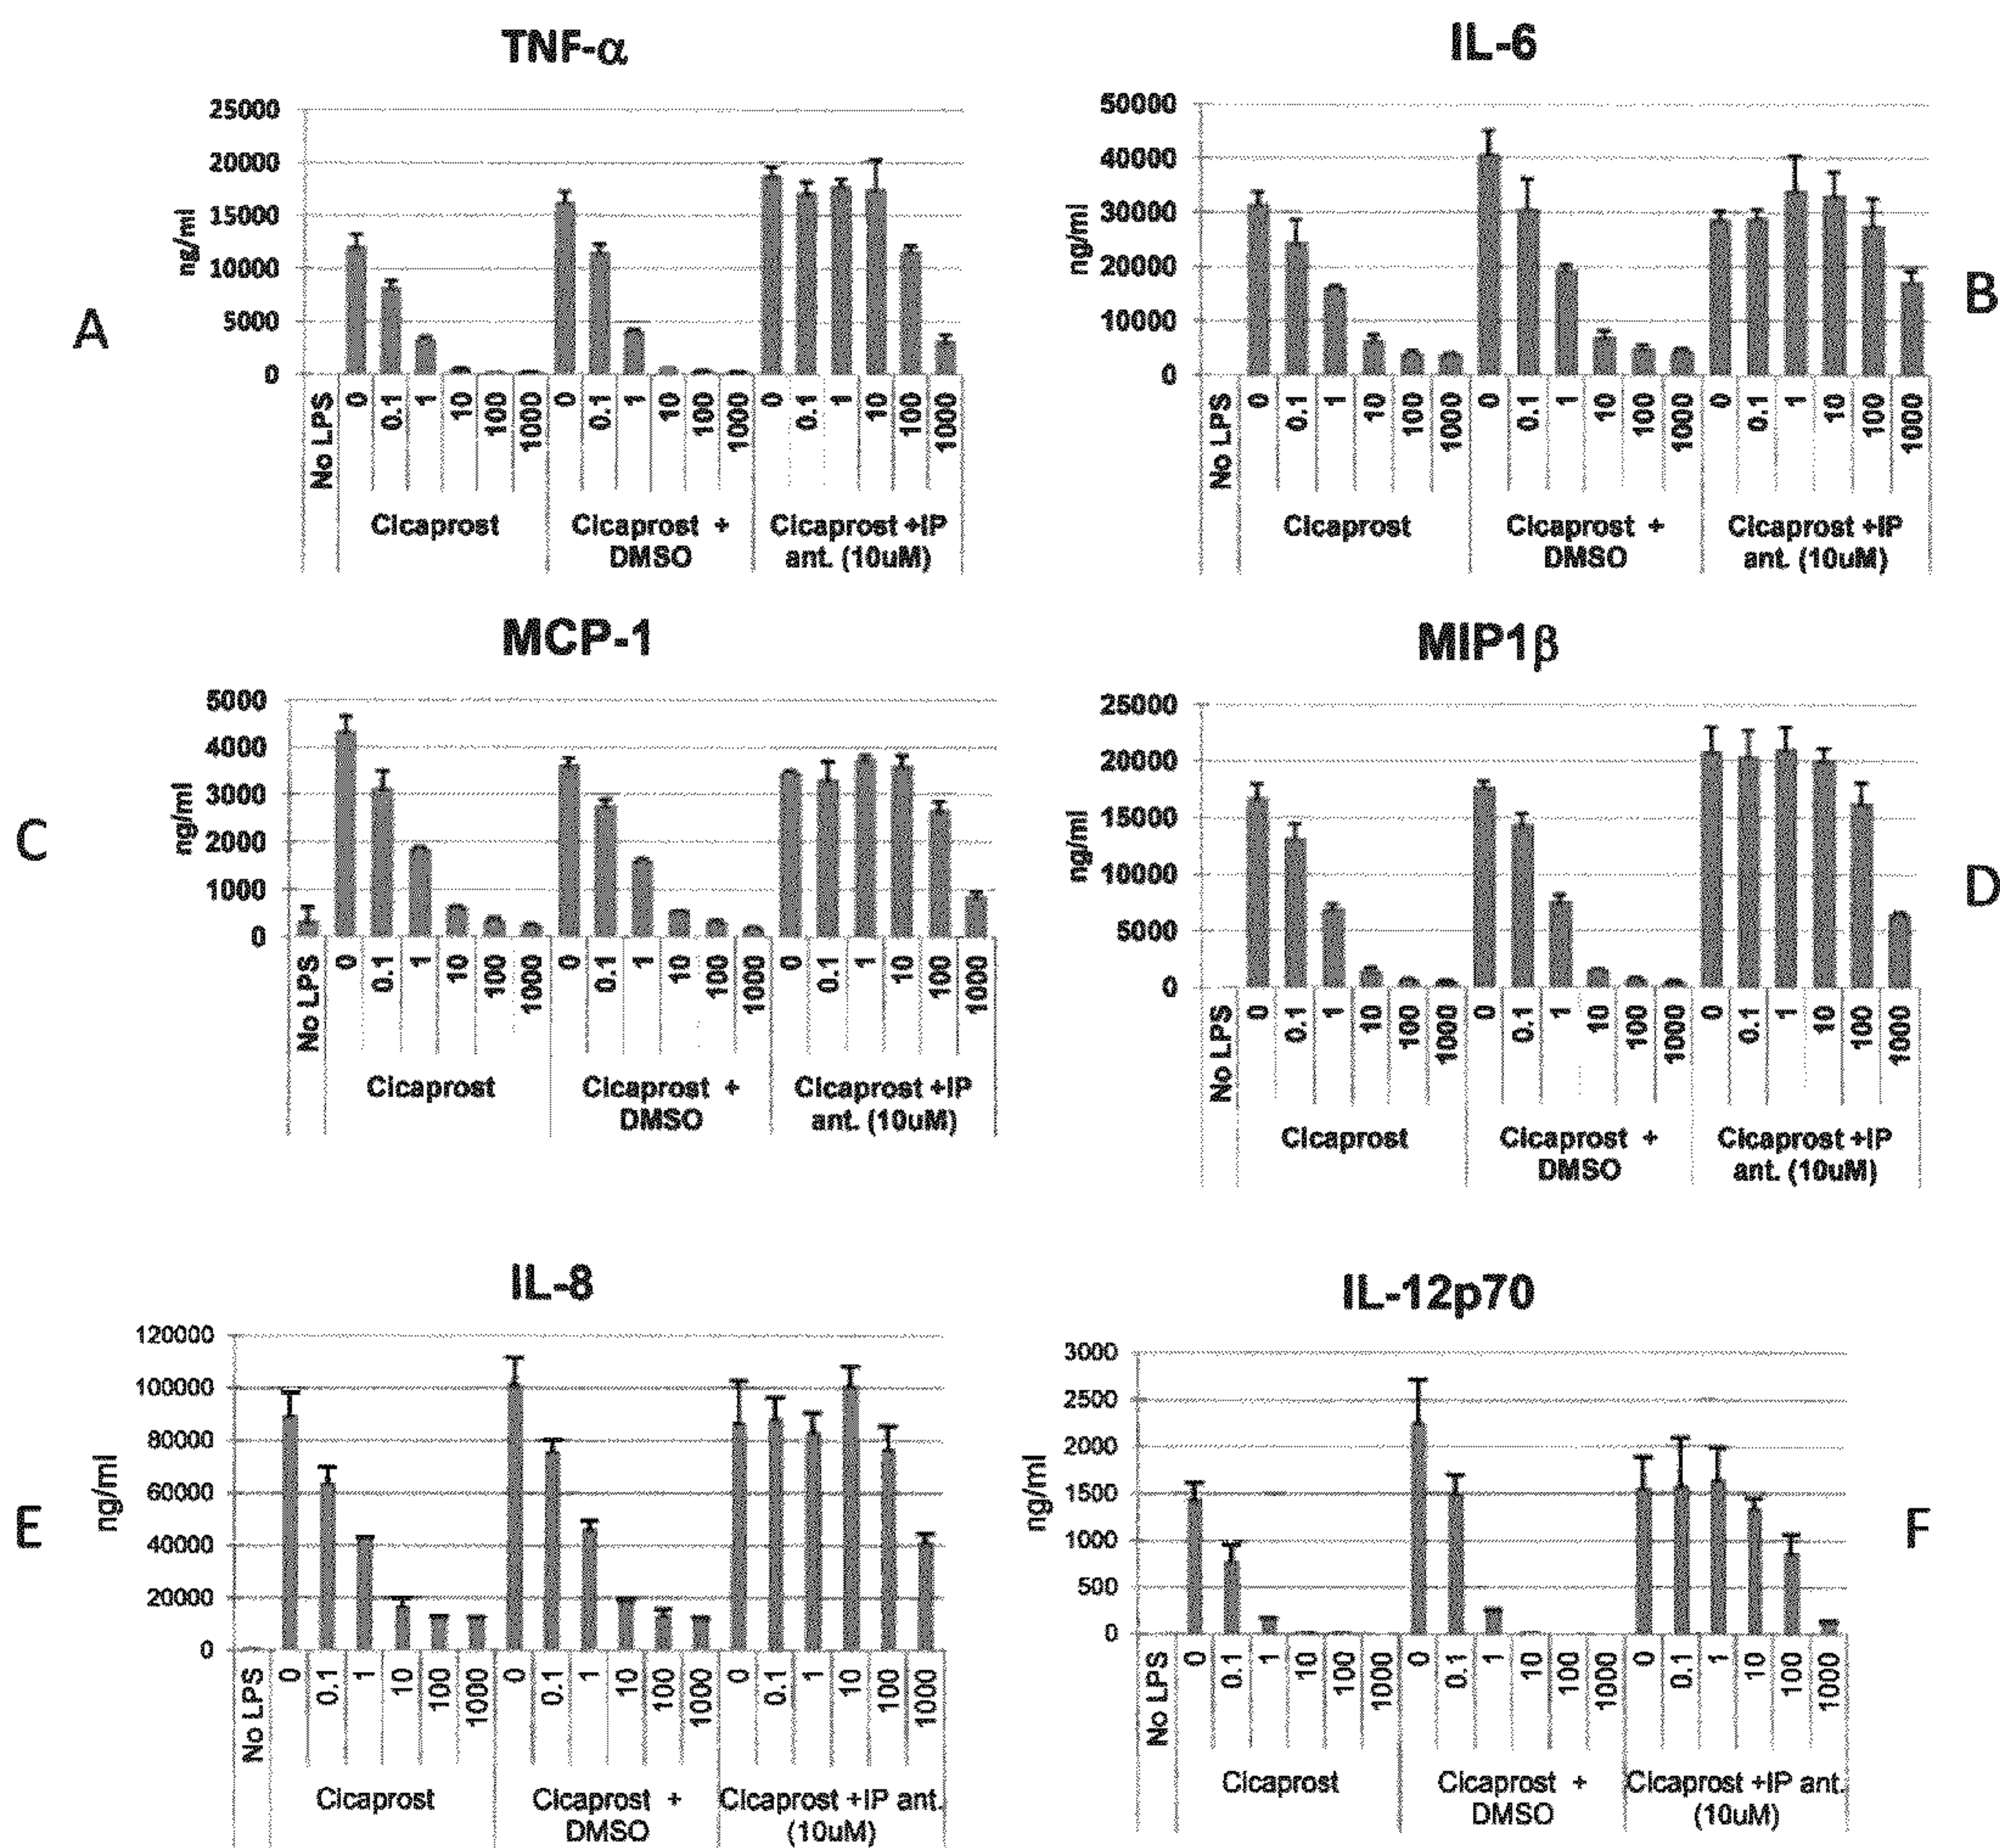 TNF-α
25000
20000
15000
10000
5000
0
ng/ml
A
No LPS 0 0.1 1 10 100 1000 0 0.1 1 10 100 1000 0 0.1 1 10 100 1000
Cicaprost
Cicaprost +
DMSO
Cicaprost +IP
ant. (10uM)
IL-6
50000
40000
30000
20000
10000
0
ng/ml
B
No LPS 0 0.1 1 10 100 1000 0 0.1 1 10 100 1000 0 0.1 1 10 100 1000
Cicaprost
Cicaprost +
DMSO
Cicaprost +IP
ant. (10uM)
MCP-1
5000
4000
3000
2000
1000
0
ng/ml
C
No LPS 0 0.1 1 10 100 1000 0 0.1 1 10 100 1000 0 0.1 1 10 100 1000
Cicaprost
Cicaprost +
DMSO
Cicaprost +IP
ant. (10uM)
MIP1β
25000
20000
15000
10000
5000
0
ng/ml
D
No LPS 0 0.1 1 10 100 1000 0 0.1 1 10 100 1000 0 0.1 1 10 100 1000
Cicaprost
Cicaprost +
DMSO
Cicaprost +IP
ant. (10uM)
IL-8
120000
100000
80000
60000
40000
20000
0
ng/ml
E
No LPS 0 0.1 1 10 100 1000 0 0.1 1 10 100 1000 0 0.1 1 10 100 1000
Cicaprost
Cicaprost +
DMSO
Cicaprost +IP ant.
(10uM)
IL-12p70
3000
2500
2000
1500
1000
500
0
ng/ml
F
No LPS 0 0.1 1 10 100 1000 0 0.1 1 10 100 1000 0 0.1 1 10 100 1000
Cicaprost
Cicaprost +
DMSO
Cicaprost +IP ant.
(10uM)